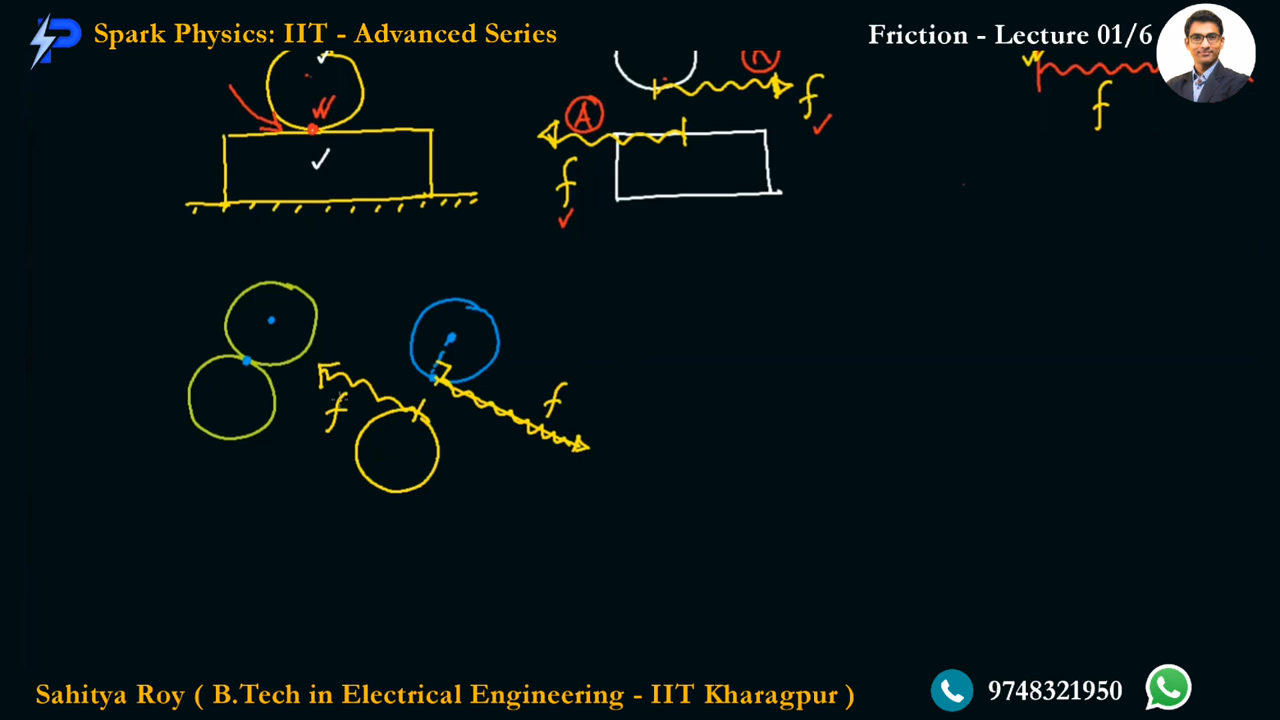 Spark Physics: IIT - Advanced Series
Friction - Lecture 01/6
R
f
f
A
f
f
f
Sahitya Roy ( B.Tech in Electrical Engineering - IIT Kharagpur )
9748321950